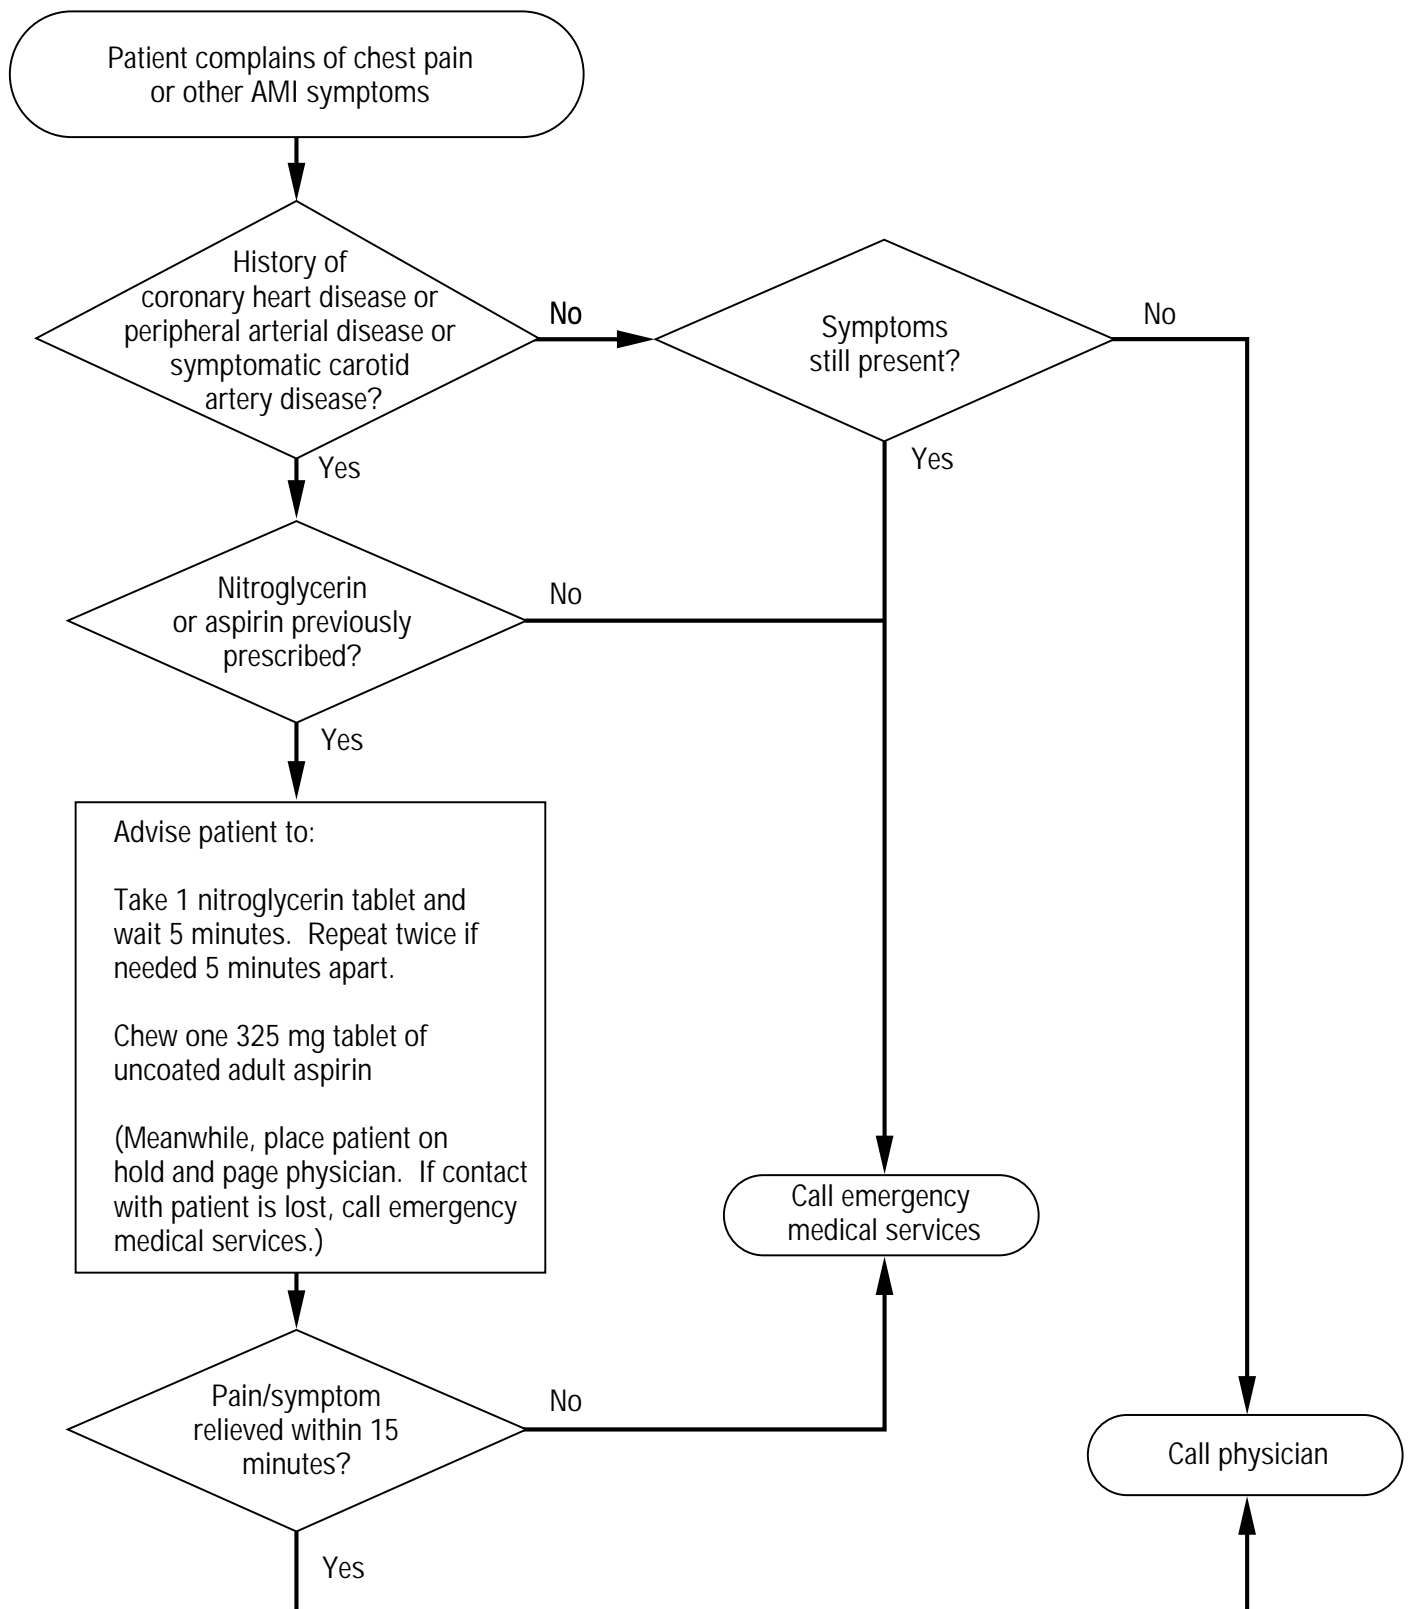 Patient complains of chest pain
or other AMI symptoms
History of
coronary heart disease or
peripheral arterial disease or
symptomatic carotid
artery disease?
No
Symptoms
still present?
No
Yes
Yes
Nitroglycerin
or aspirin previously
prescribed?
No
Yes
Advise patient to:
Take 1 nitroglycerin tablet and
wait 5 minutes.  Repeat twice if
needed 5 minutes apart.
Chew one 325 mg tablet of
uncoated adult aspirin
(Meanwhile, place patient on
hold and page physician.  If contact
with patient is lost, call emergency
medical services.)
Call emergency
medical services
Pain/symptom
relieved within 15
minutes?
No
Call physician
Yes